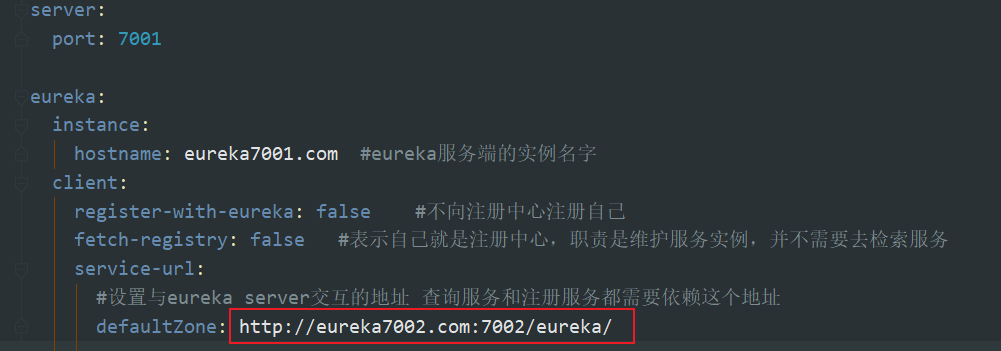 server:
port: 7001
eureka:
instance:
hostname: eureka7001.com #eureka服务端的实例名字
client:
register-with-eureka: false #不向注册中心注册自己
fetch-registry: false #表示自己就是注册中心，职责是维护服务实例，并不需要去检索服务
service-url:
#设置与eureka server交互的地址 查询服务和注册服务都需要依赖这个地址
defaultZone: http://eureka7002.com:7002/eureka/